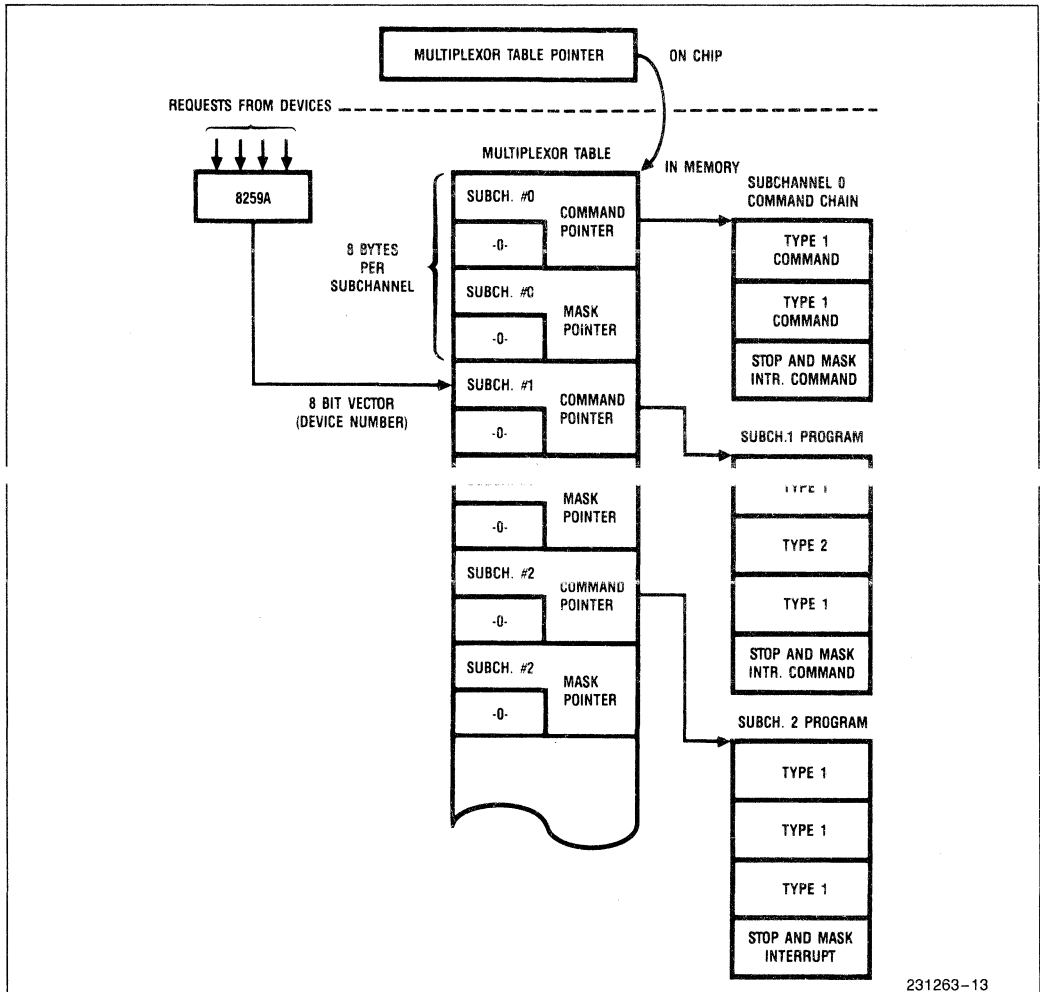 MULTIPLEXOR TABLE POINTER
ON CHIP
REQUESTS FROM DEVICES
8259A
MULTIPLEXOR TABLE
IN MEMORY
8 BYTES
PER
SUBCHANNEL
SUBCH. #0
COMMAND
POINTER
-0-
SUBCH. #0
MASK
POINTER
-0-
8 BIT VECTOR
(DEVICE NUMBER)
SUBCH. #1
COMMAND
POINTER
-0-
MASK
POINTER
-0-
SUBCH. #2
COMMAND
POINTER
-0-
SUBCH. #2
MASK
POINTER
-0-
SUBCHANNEL 0
COMMAND CHAIN
TYPE 1
COMMAND
TYPE 1
COMMAND
STOP AND MASK
INTR. COMMAND
SUBCH.1 PROGRAM
TYPE 1
TYPE 2
TYPE 1
STOP AND MASK
INTR. COMMAND
SUBCH. 2 PROGRAM
TYPE 1
TYPE 1
TYPE 1
STOP AND MASK
INTERRUPT
231263-13